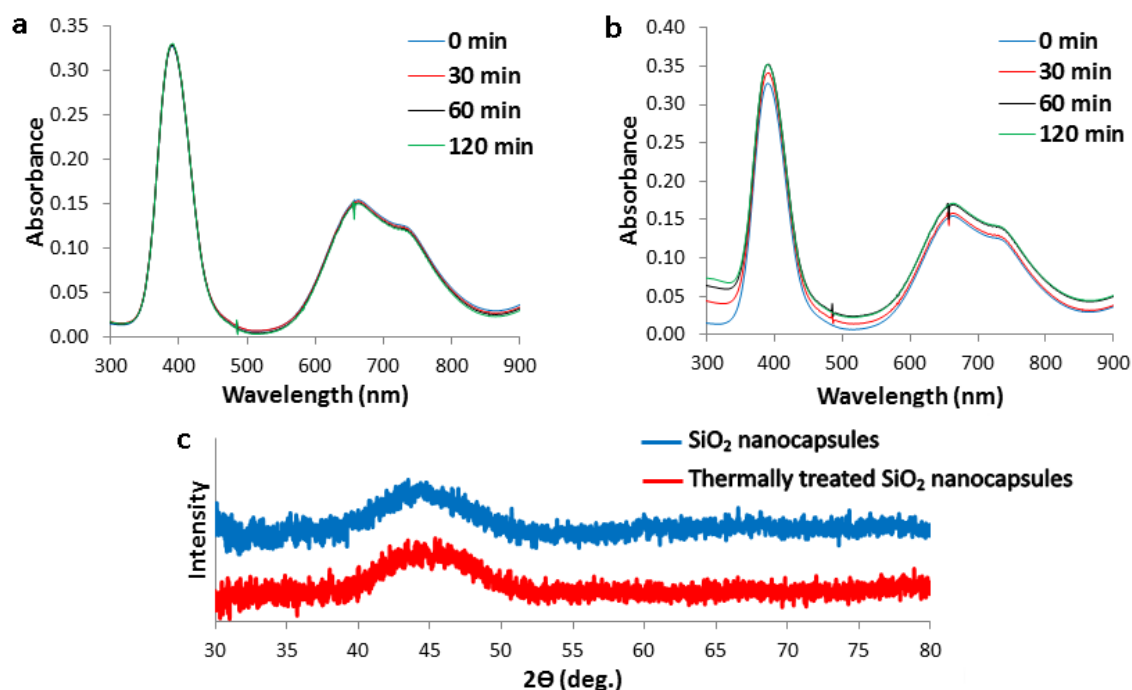 a
0.35
0.30
0.25
0.20
0.15
0.10
0.05
0.00
Absorbance
300 400 500 600 700 800 900
Wavelength (nm)
0 min
30 min
60 min
120 min
b
0.40
0.35
0.30
0.25
0.20
0.15
0.10
0.05
0.00
Absorbance
300 400 500 600 700 800 900
Wavelength (nm)
0 min
30 min
60 min
120 min
c
SiO₂ nanocapsules
Thermally treated SiO₂ nanocapsules
Intensity
30 35 40 45 50 55 60 65 70 75 80
2Ɵ (deg.)